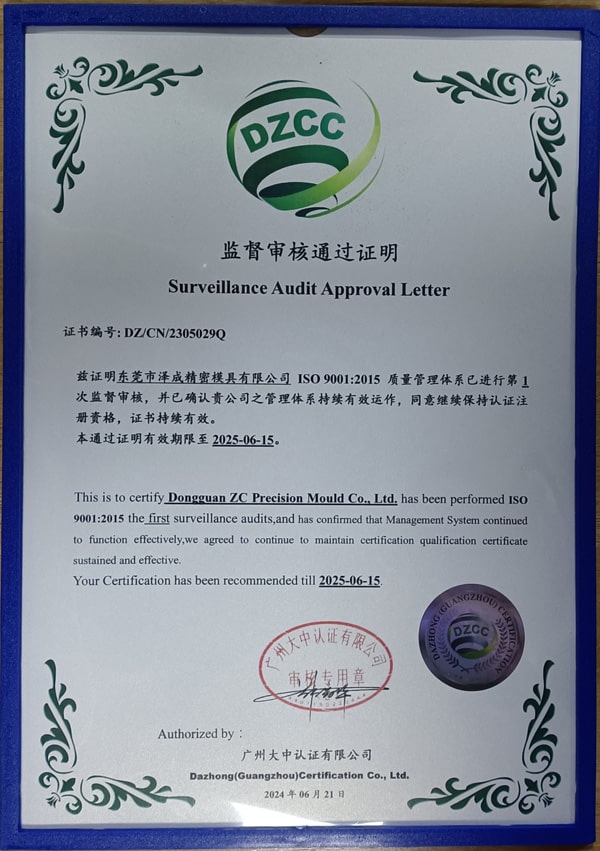 DZCC
监督审核通过证明
Surveillance Audit Approval Letter
证书编号: DZ/CN/2305029Q
兹证明东莞市泽成精密模具有限公司 ISO 9001:2015 质量管理体系已进行第 1
次监督审核，并已确认贵公司之管理体系持续有效运作，同意继续保持认证注
册资格，证书持续有效。
本通过证明有效期限至 2025-06-15。
This is to certify Dongguan ZC Precision Mould Co., Ltd. has been performed ISO
9001:2015 the first surveillance audits,and has confirmed that Management System continued
to function effectively,we agreed to continue to maintain certification qualification certificate
sustained and effective.
Your Certification has been recommended till 2025-06-15.
DAZHONG (GUANGZHOU) CERTIFICATION
DZCC
广州大中认证有限公司
审核专用章
Authorized by：
广州大中认证有限公司
Dazhong(Guangzhou)Certification Co., Ltd.
2024 年 06 月 21 日